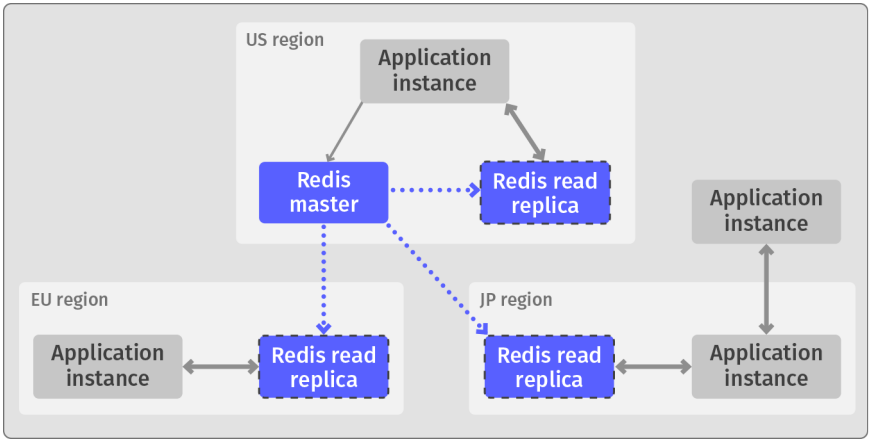 US region
Application
instance
Redis
master
Redis read
replica
Application
instance
EU region
Application
instance
Redis read
replica
JP region
Redis read
replica
Application
instance